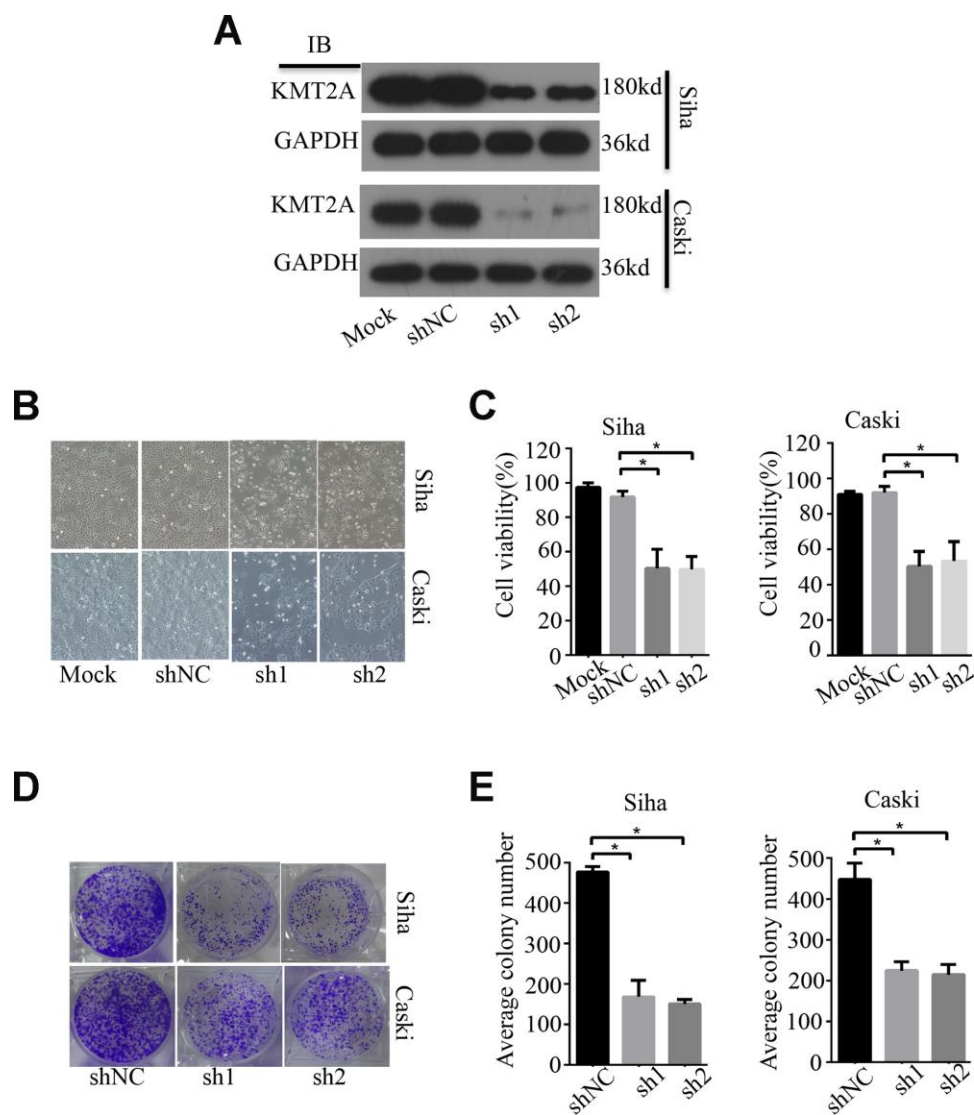 A
IB
KMT2A
180kd
GAPDH
36kd
Siha
KMT2A
180kd
GAPDH
36kd
Caski
Mock shNC sh1 sh2
B
Siha
Caski
Mock shNC sh1 sh2
C
Siha
* *
Cell viability(%)
120
100
80
60
40
20
0
Mock shNC sh1 sh2
Caski
* *
Cell viability(%)
120
100
80
60
40
20
0
Mock shNC sh1 sh2
D
Siha
Caski
shNC sh1 sh2
E
Siha
* *
Average colony number
500
400
300
200
100
0
shNC sh1 sh2
Caski
* *
Average colony number
500
400
300
200
100
0
shNC sh1 sh2